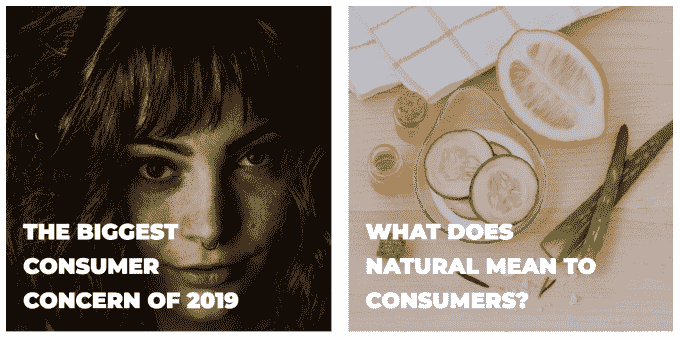 THE BIGGEST
CONSUMER
CONCERN OF 2019
WHAT DOES
NATURAL MEAN TO
CONSUMERS?